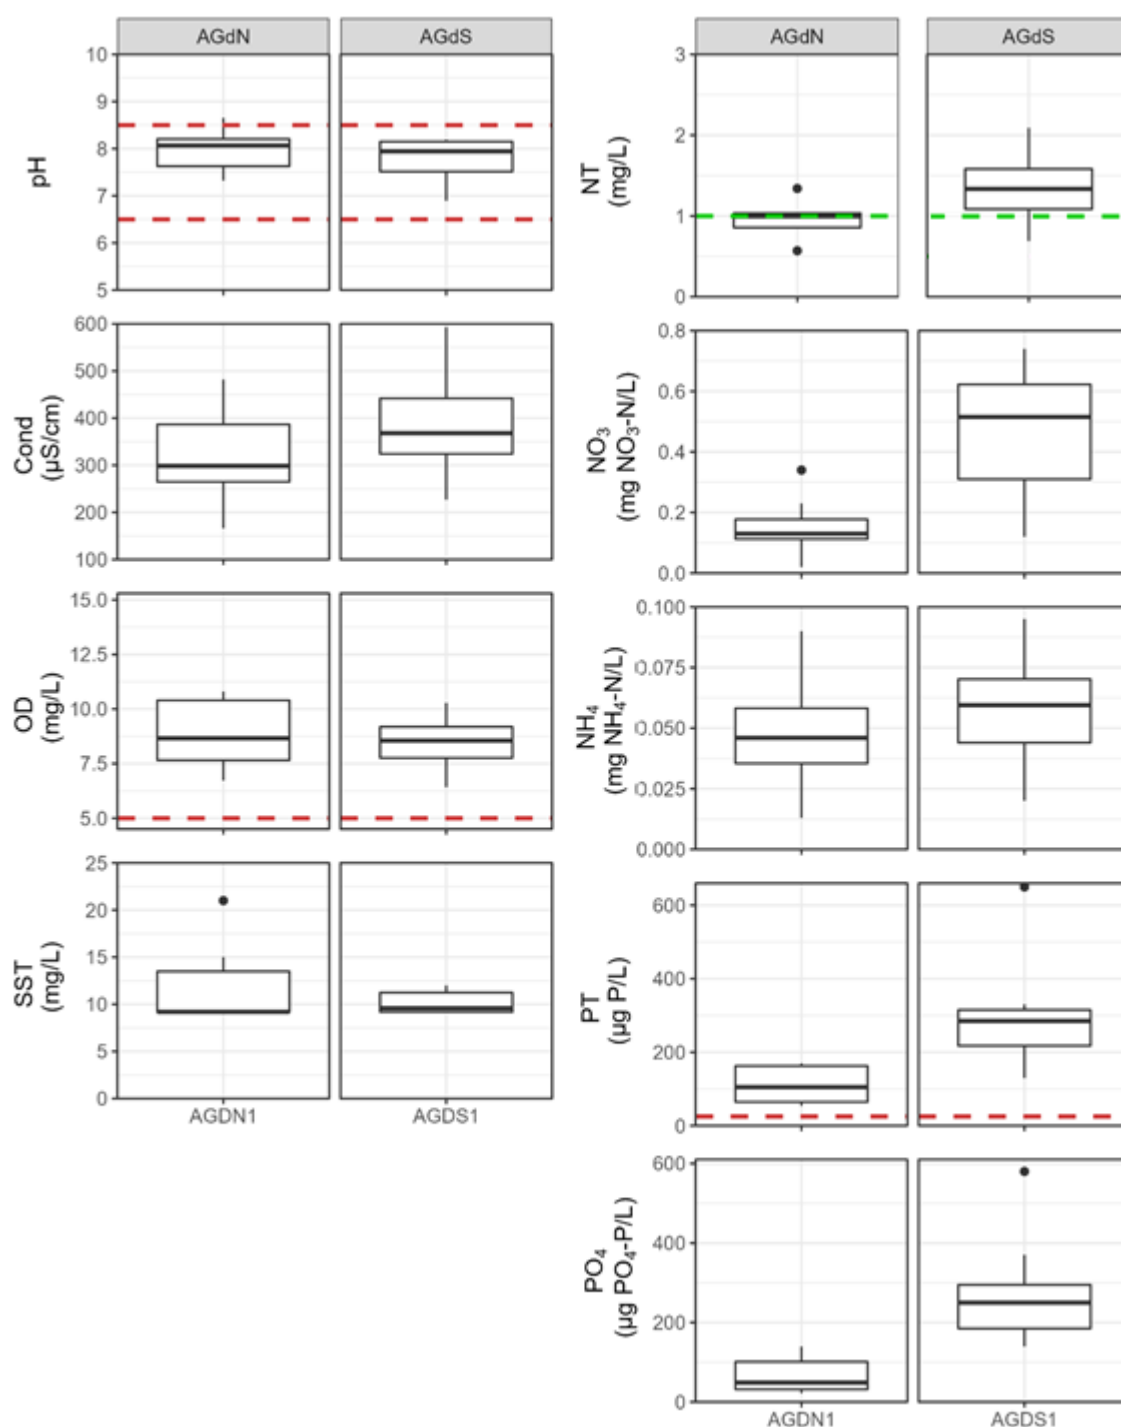 AGdN AGdS
10
9
8
7
6
5
pH
600
500
400
300
200
100
Cond
(µS/cm)
15.0
12.5
10.0
7.5
5.0
OD
(mg/L)
25
20
15
10
5
0
SST
(mg/L)
AGDN1 AGDS1
AGdN AGdS
3
2
1
0
NT
(mg/L)
0.8
0.6
0.4
0.2
0.0
NO₃
(mg NO₃-N/L)
0.100
0.075
0.050
0.025
0.000
NH₄
(mg NH₄-N/L)
600
400
200
0
PT
(µg P/L)
600
400
200
0
PO₄
(µg PO₄-P/L)
AGDN1 AGDS1